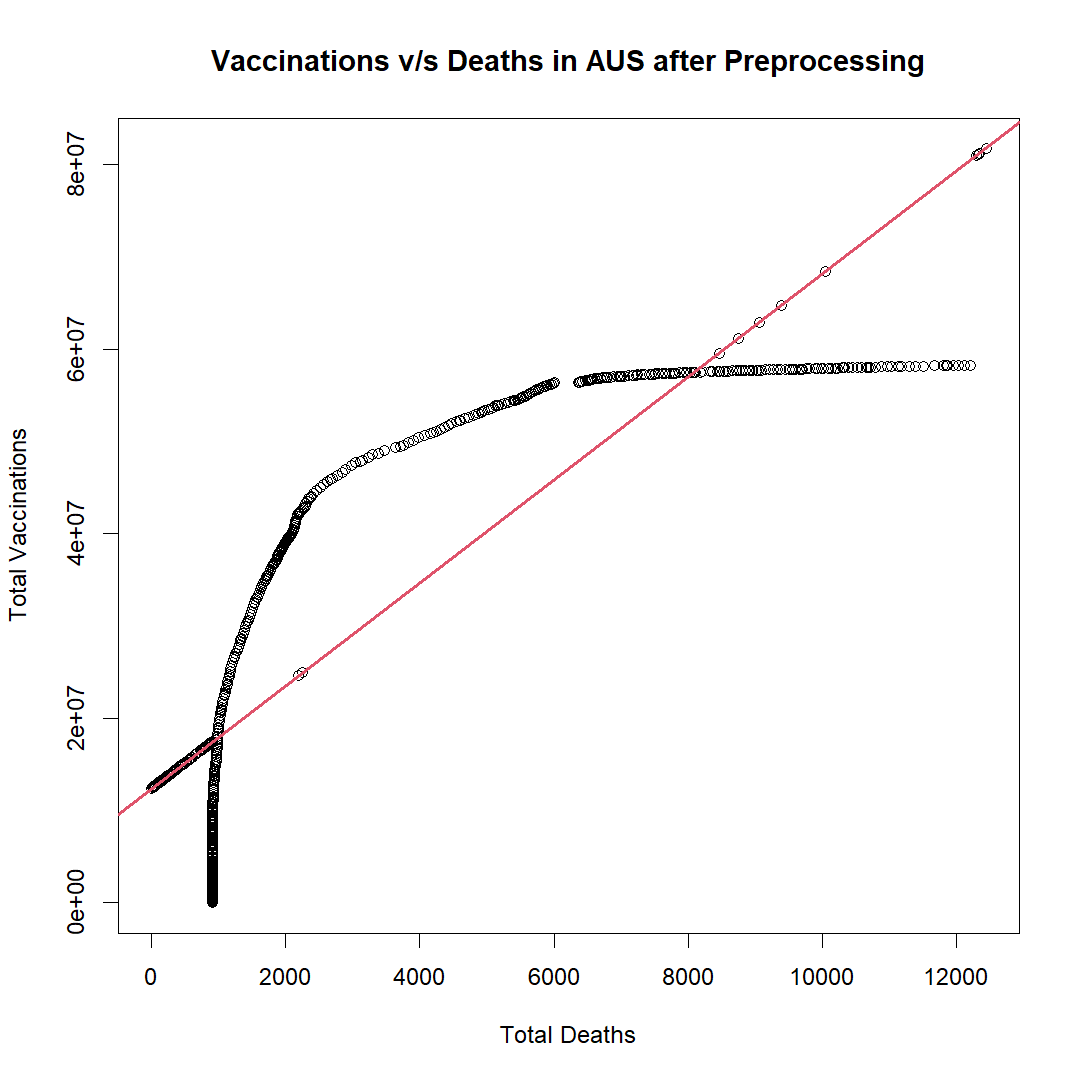 Vaccinations v/s Deaths in AUS after Preprocessing
8e+07
6e+07
4e+07
2e+07
0e+00
Total Vaccinations
0 2000 4000 6000 8000 10000 12000
Total Deaths